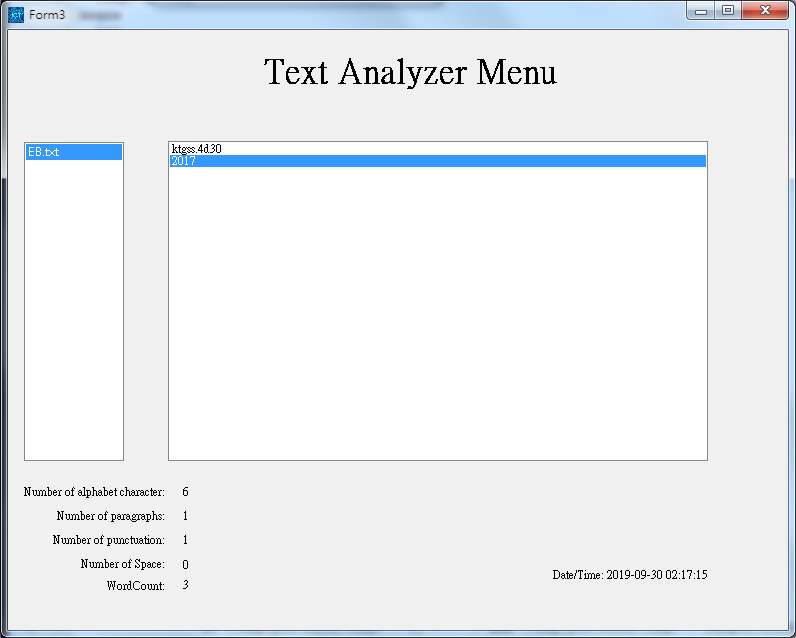 Form3
Text Analyzer Menu
EB.txt
ktgss.4d30
2017
Number of alphabet character: 6
Number of paragraphs: 1
Number of punctuation: 1
Number of Space: 0
WordCount: 3
Date/Time: 2019-09-30 02:17:15